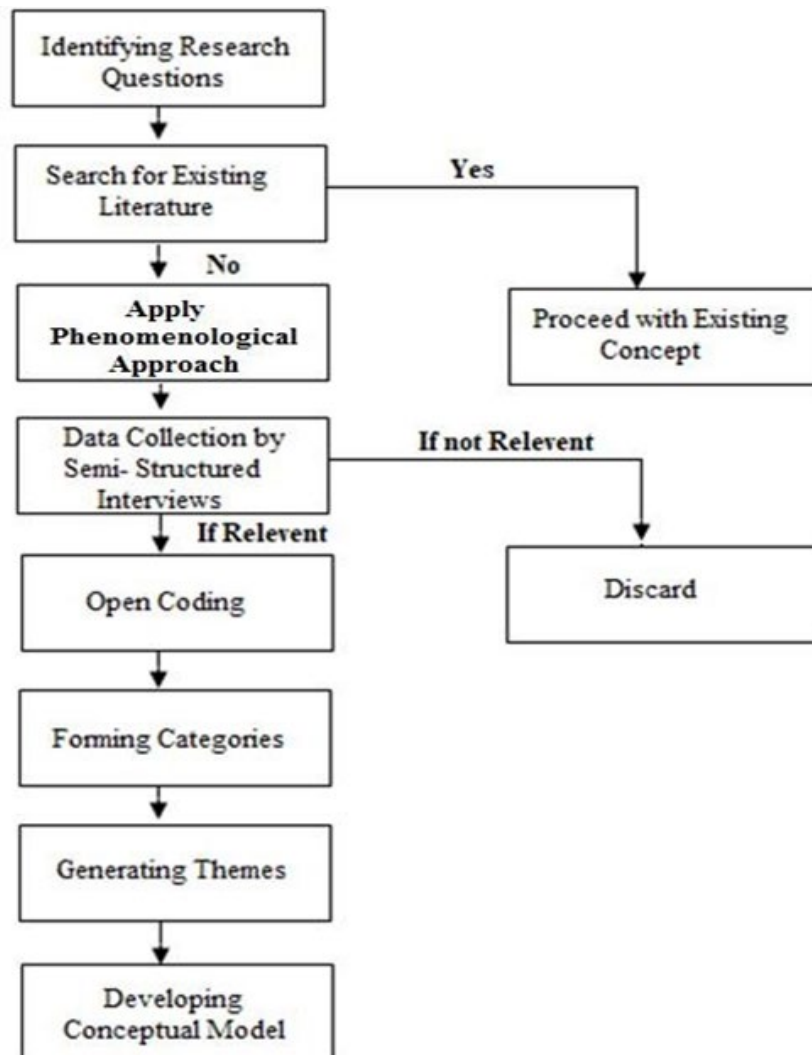 Identifying Research
Questions
Search for Existing
Literature
Yes
No
Apply
Phenomenological
Approach
Proceed with Existing
Concept
Data Collection by
Semi- Structured
Interviews
If not Relevent
If Relevent
Open Coding
Discard
Forming Categories
Generating Themes
Developing
Conceptual Model